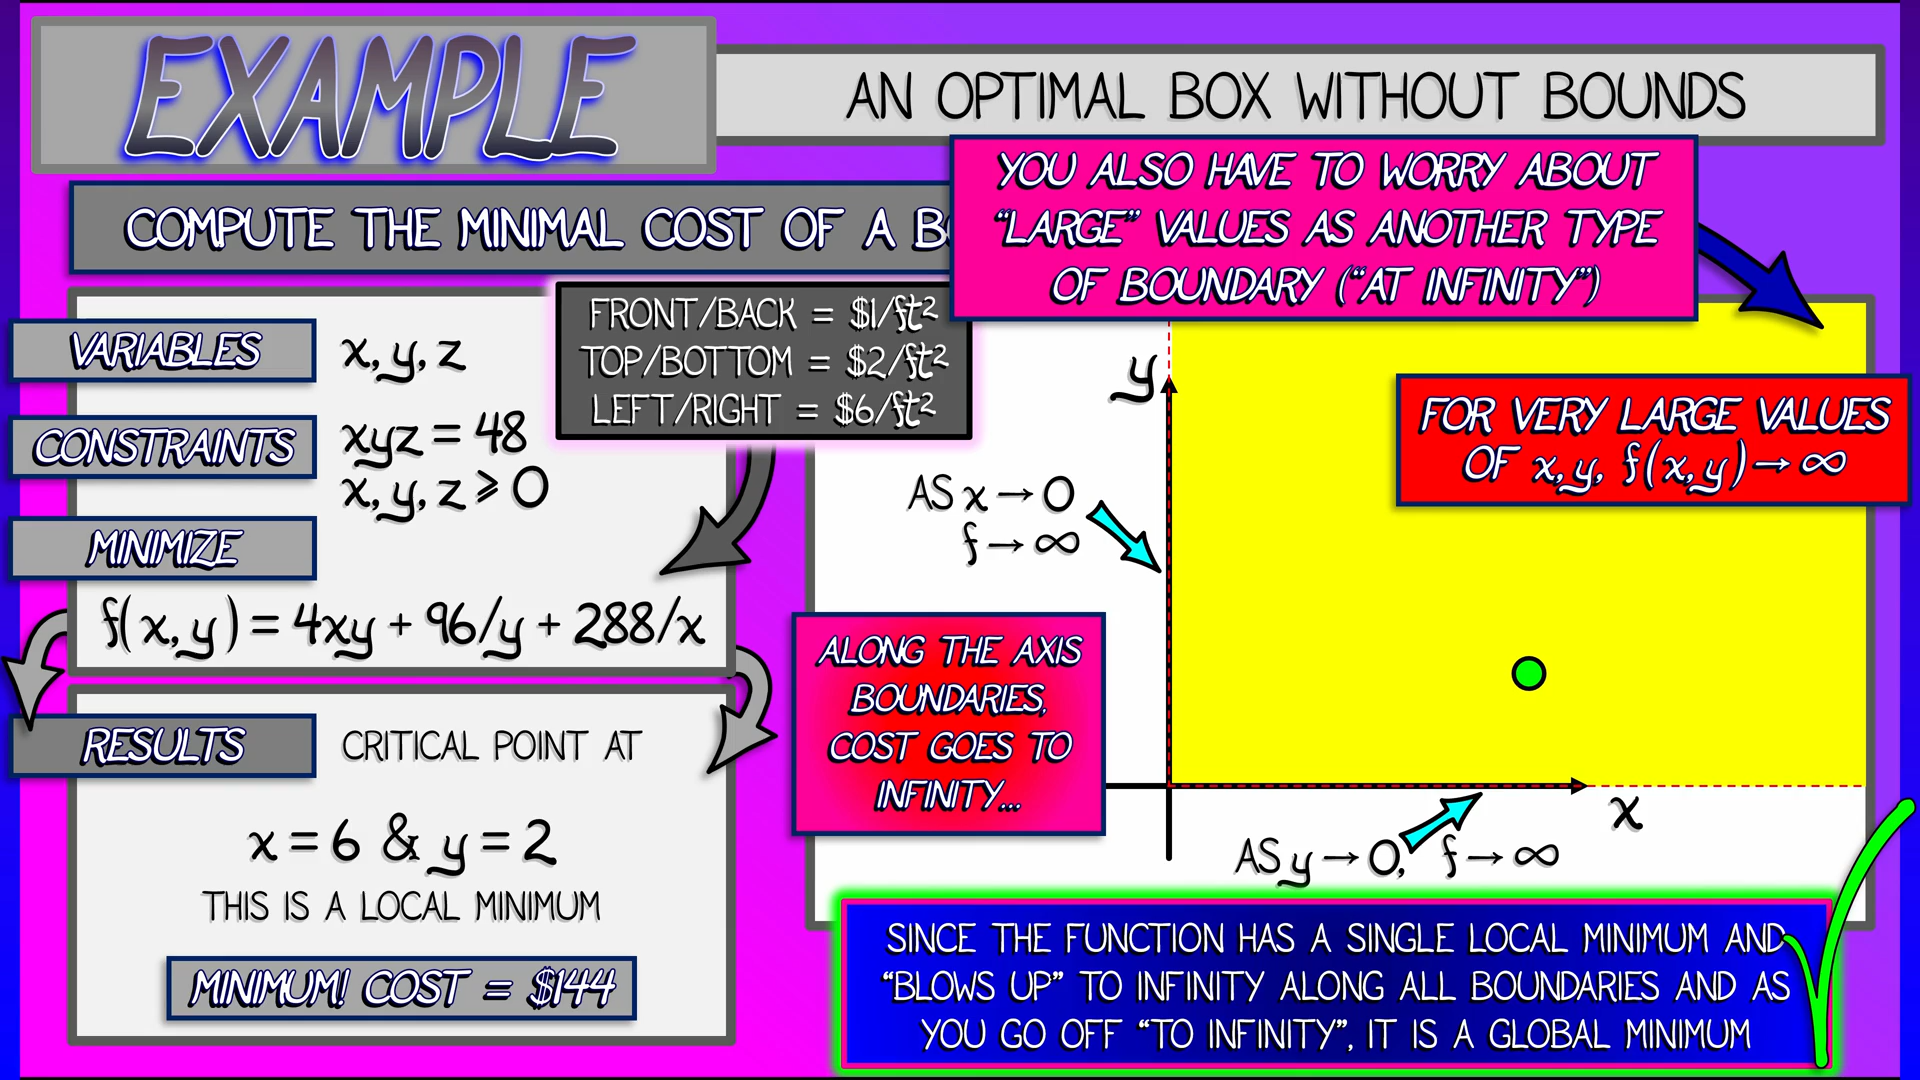 EXAMPLE
AN OPTIMAL BOX WITHOUT BOUNDS
COMPUTE THE MINIMAL COST OF A
YOU ALSO HAVE TO WORRY ABOUT
"LARGE" VALUES AS ANOTHER TYPE
OF BOUNDARY ("AT INFINITY")
FRONT/BACK = $1/ft²
TOP/BOTTOM = $2/ft²
LEFT/RIGHT = $6/ft²
VARIABLES
x, y, z
CONSTRAINTS
xyz = 48
x, y, z ⩾ 0
MINIMIZE
f(x,y) = 4xy + 96/y + 288/x
RESULTS
CRITICAL POINT AT
x = 6 & y = 2
THIS IS A LOCAL MINIMUM
MINIMUM! COST = $144
y
FOR VERY LARGE VALUES
OF x,y, f(x,y)→∞
AS x→0
f→∞
ALONG THE AXIS
BOUNDARIES,
COST GOES TO
INFINITY...
x
AS y→0, f→∞
SINCE THE FUNCTION HAS A SINGLE LOCAL MINIMUM AND
"BLOWS UP" TO INFINITY ALONG ALL BOUNDARIES AND AS
YOU GO OFF "TO INFINITY", IT IS A GLOBAL MINIMUM